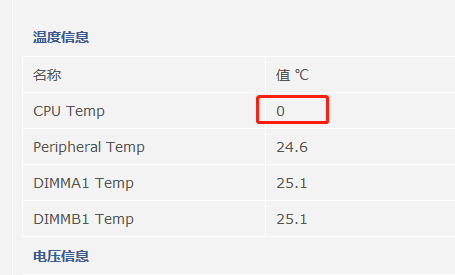 温度信息
名称 值 ℃
CPU Temp 0
Peripheral Temp 24.6
DIMMA1 Temp 25.1
DIMMB1 Temp 25.1
电压信息